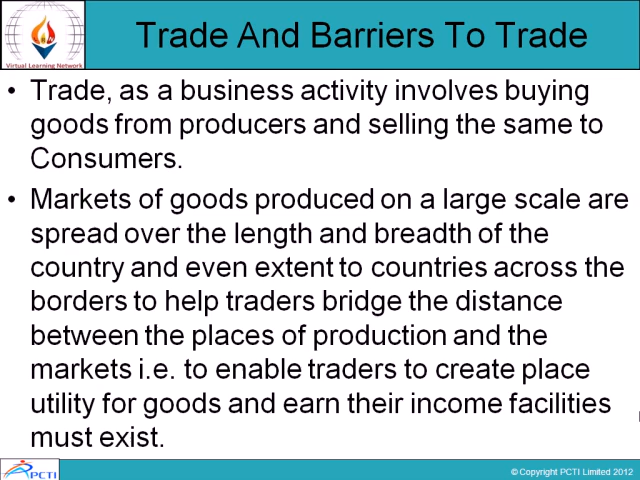 Trade And Barriers To Trade
Virtual Learning Network
• Trade, as a business activity involves buying
goods from producers and selling the same to
Consumers.
• Markets of goods produced on a large scale are
spread over the length and breadth of the
country and even extent to countries across the
borders to help traders bridge the distance
between the places of production and the
markets i.e. to enable traders to create place
utility for goods and earn their income facilities
must exist.
PCTI
© Copyright PCTI Limited 2012